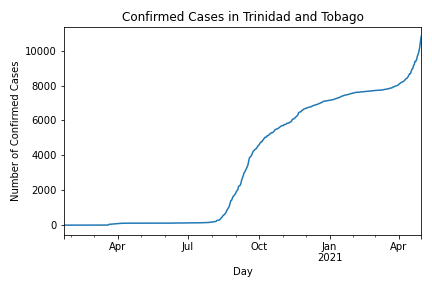 Confirmed Cases in Trinidad and Tobago
Number of Confirmed Cases
10000
8000
6000
4000
2000
0
Apr
Jul
Oct
Jan
2021
Apr
Day